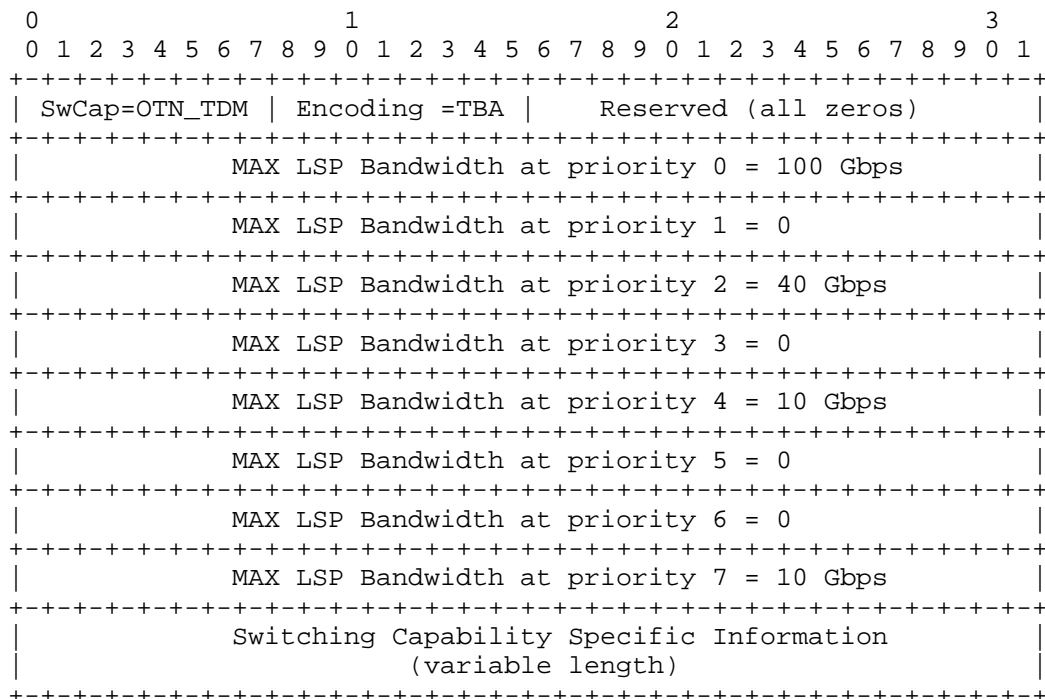 0                   1                   2                   3
 0 1 2 3 4 5 6 7 8 9 0 1 2 3 4 5 6 7 8 9 0 1 2 3 4 5 6 7 8 9 0 1
+-+-+-+-+-+-+-+-+-+-+-+-+-+-+-+-+-+-+-+-+-+-+-+-+-+-+-+-+-+-+-+-+
| SwCap=OTN_TDM | Encoding =TBA |    Reserved (all zeros)       |
+-+-+-+-+-+-+-+-+-+-+-+-+-+-+-+-+-+-+-+-+-+-+-+-+-+-+-+-+-+-+-+-+
|             MAX LSP Bandwidth at priority 0 = 100 Gbps        |
+-+-+-+-+-+-+-+-+-+-+-+-+-+-+-+-+-+-+-+-+-+-+-+-+-+-+-+-+-+-+-+-+
|             MAX LSP Bandwidth at priority 1 = 0               |
+-+-+-+-+-+-+-+-+-+-+-+-+-+-+-+-+-+-+-+-+-+-+-+-+-+-+-+-+-+-+-+-+
|             MAX LSP Bandwidth at priority 2 = 40 Gbps         |
+-+-+-+-+-+-+-+-+-+-+-+-+-+-+-+-+-+-+-+-+-+-+-+-+-+-+-+-+-+-+-+-+
|             MAX LSP Bandwidth at priority 3 = 0               |
+-+-+-+-+-+-+-+-+-+-+-+-+-+-+-+-+-+-+-+-+-+-+-+-+-+-+-+-+-+-+-+-+
|             MAX LSP Bandwidth at priority 4 = 10 Gbps         |
+-+-+-+-+-+-+-+-+-+-+-+-+-+-+-+-+-+-+-+-+-+-+-+-+-+-+-+-+-+-+-+-+
|             MAX LSP Bandwidth at priority 5 = 0               |
+-+-+-+-+-+-+-+-+-+-+-+-+-+-+-+-+-+-+-+-+-+-+-+-+-+-+-+-+-+-+-+-+
|             MAX LSP Bandwidth at priority 6 = 0               |
+-+-+-+-+-+-+-+-+-+-+-+-+-+-+-+-+-+-+-+-+-+-+-+-+-+-+-+-+-+-+-+-+
|             MAX LSP Bandwidth at priority 7 = 10 Gbps         |
+-+-+-+-+-+-+-+-+-+-+-+-+-+-+-+-+-+-+-+-+-+-+-+-+-+-+-+-+-+-+-+-+
|             Switching Capability Specific Information         |
|                        (variable length)                      |
+-+-+-+-+-+-+-+-+-+-+-+-+-+-+-+-+-+-+-+-+-+-+-+-+-+-+-+-+-+-+-+-+